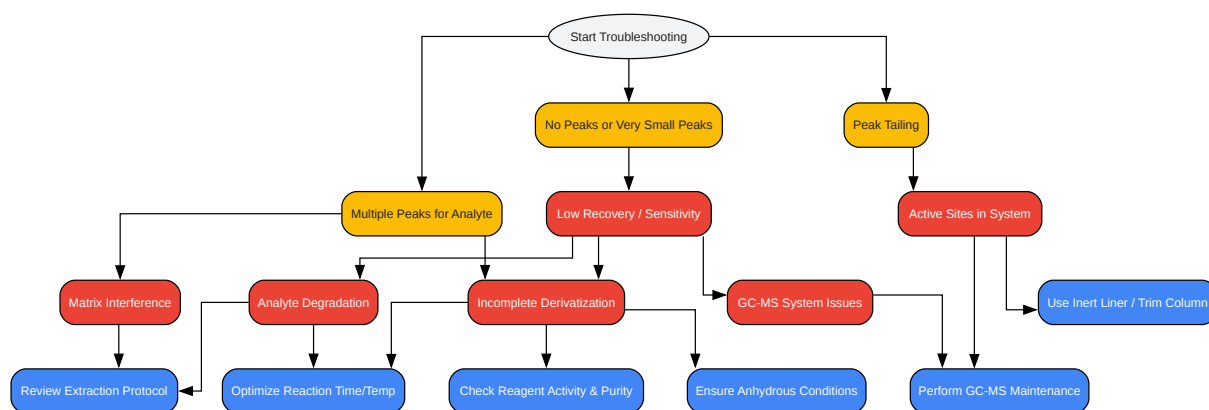 Start Troubleshooting
No Peaks or Very Small Peaks
Peak Tailing
Multiple Peaks for Analyte
Low Recovery / Sensitivity
Active Sites in System
Matrix Interference
Analyte Degradation
Incomplete Derivatization
GC-MS System Issues
Use Inert Liner / Trim Column
Review Extraction Protocol
Optimize Reaction Time/Temp
Check Reagent Activity & Purity
Ensure Anhydrous Conditions
Perform GC-MS Maintenance